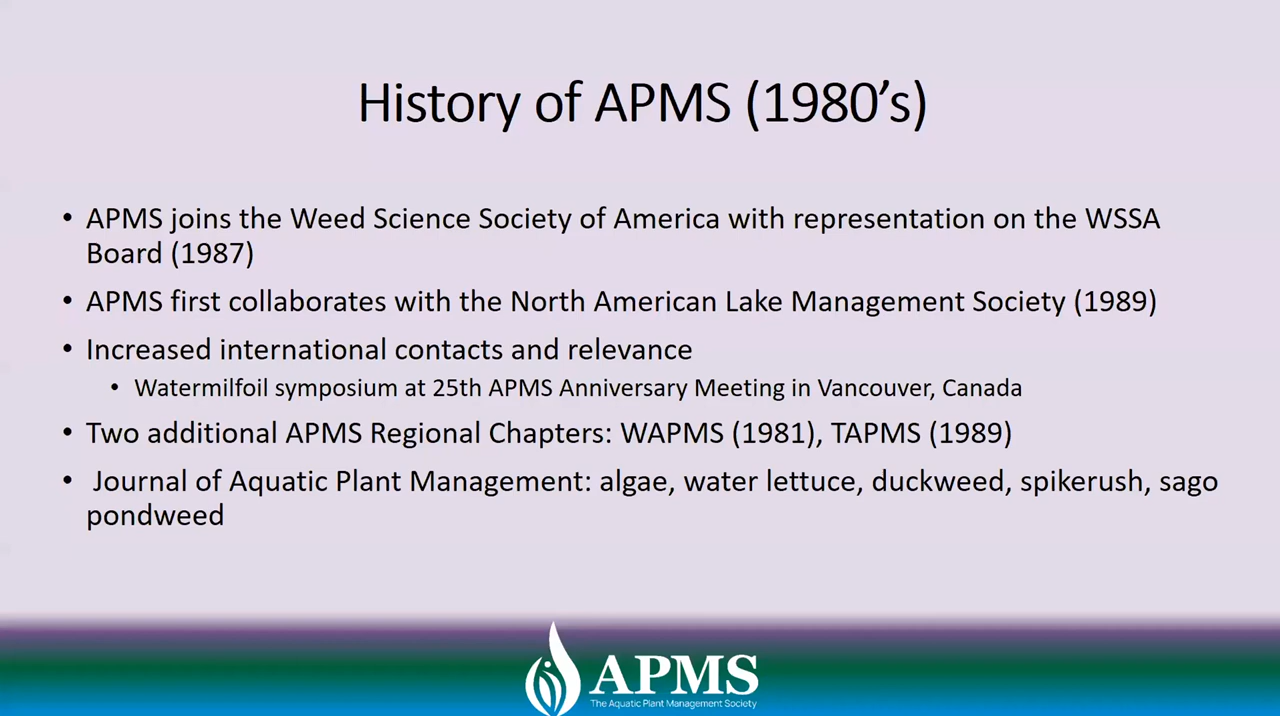 History of APMS (1980’s)
• APMS joins the Weed Science Society of America with representation on the WSSA
Board (1987)
• APMS first collaborates with the North American Lake Management Society (1989)
• Increased international contacts and relevance
• Watermilfoil symposium at 25th APMS Anniversary Meeting in Vancouver, Canada
• Two additional APMS Regional Chapters: WAPMS (1981), TAPMS (1989)
• Journal of Aquatic Plant Management: algae, water lettuce, duckweed, spikerush, sago
pondweed
APMS
The Aquatic Plant Management Society